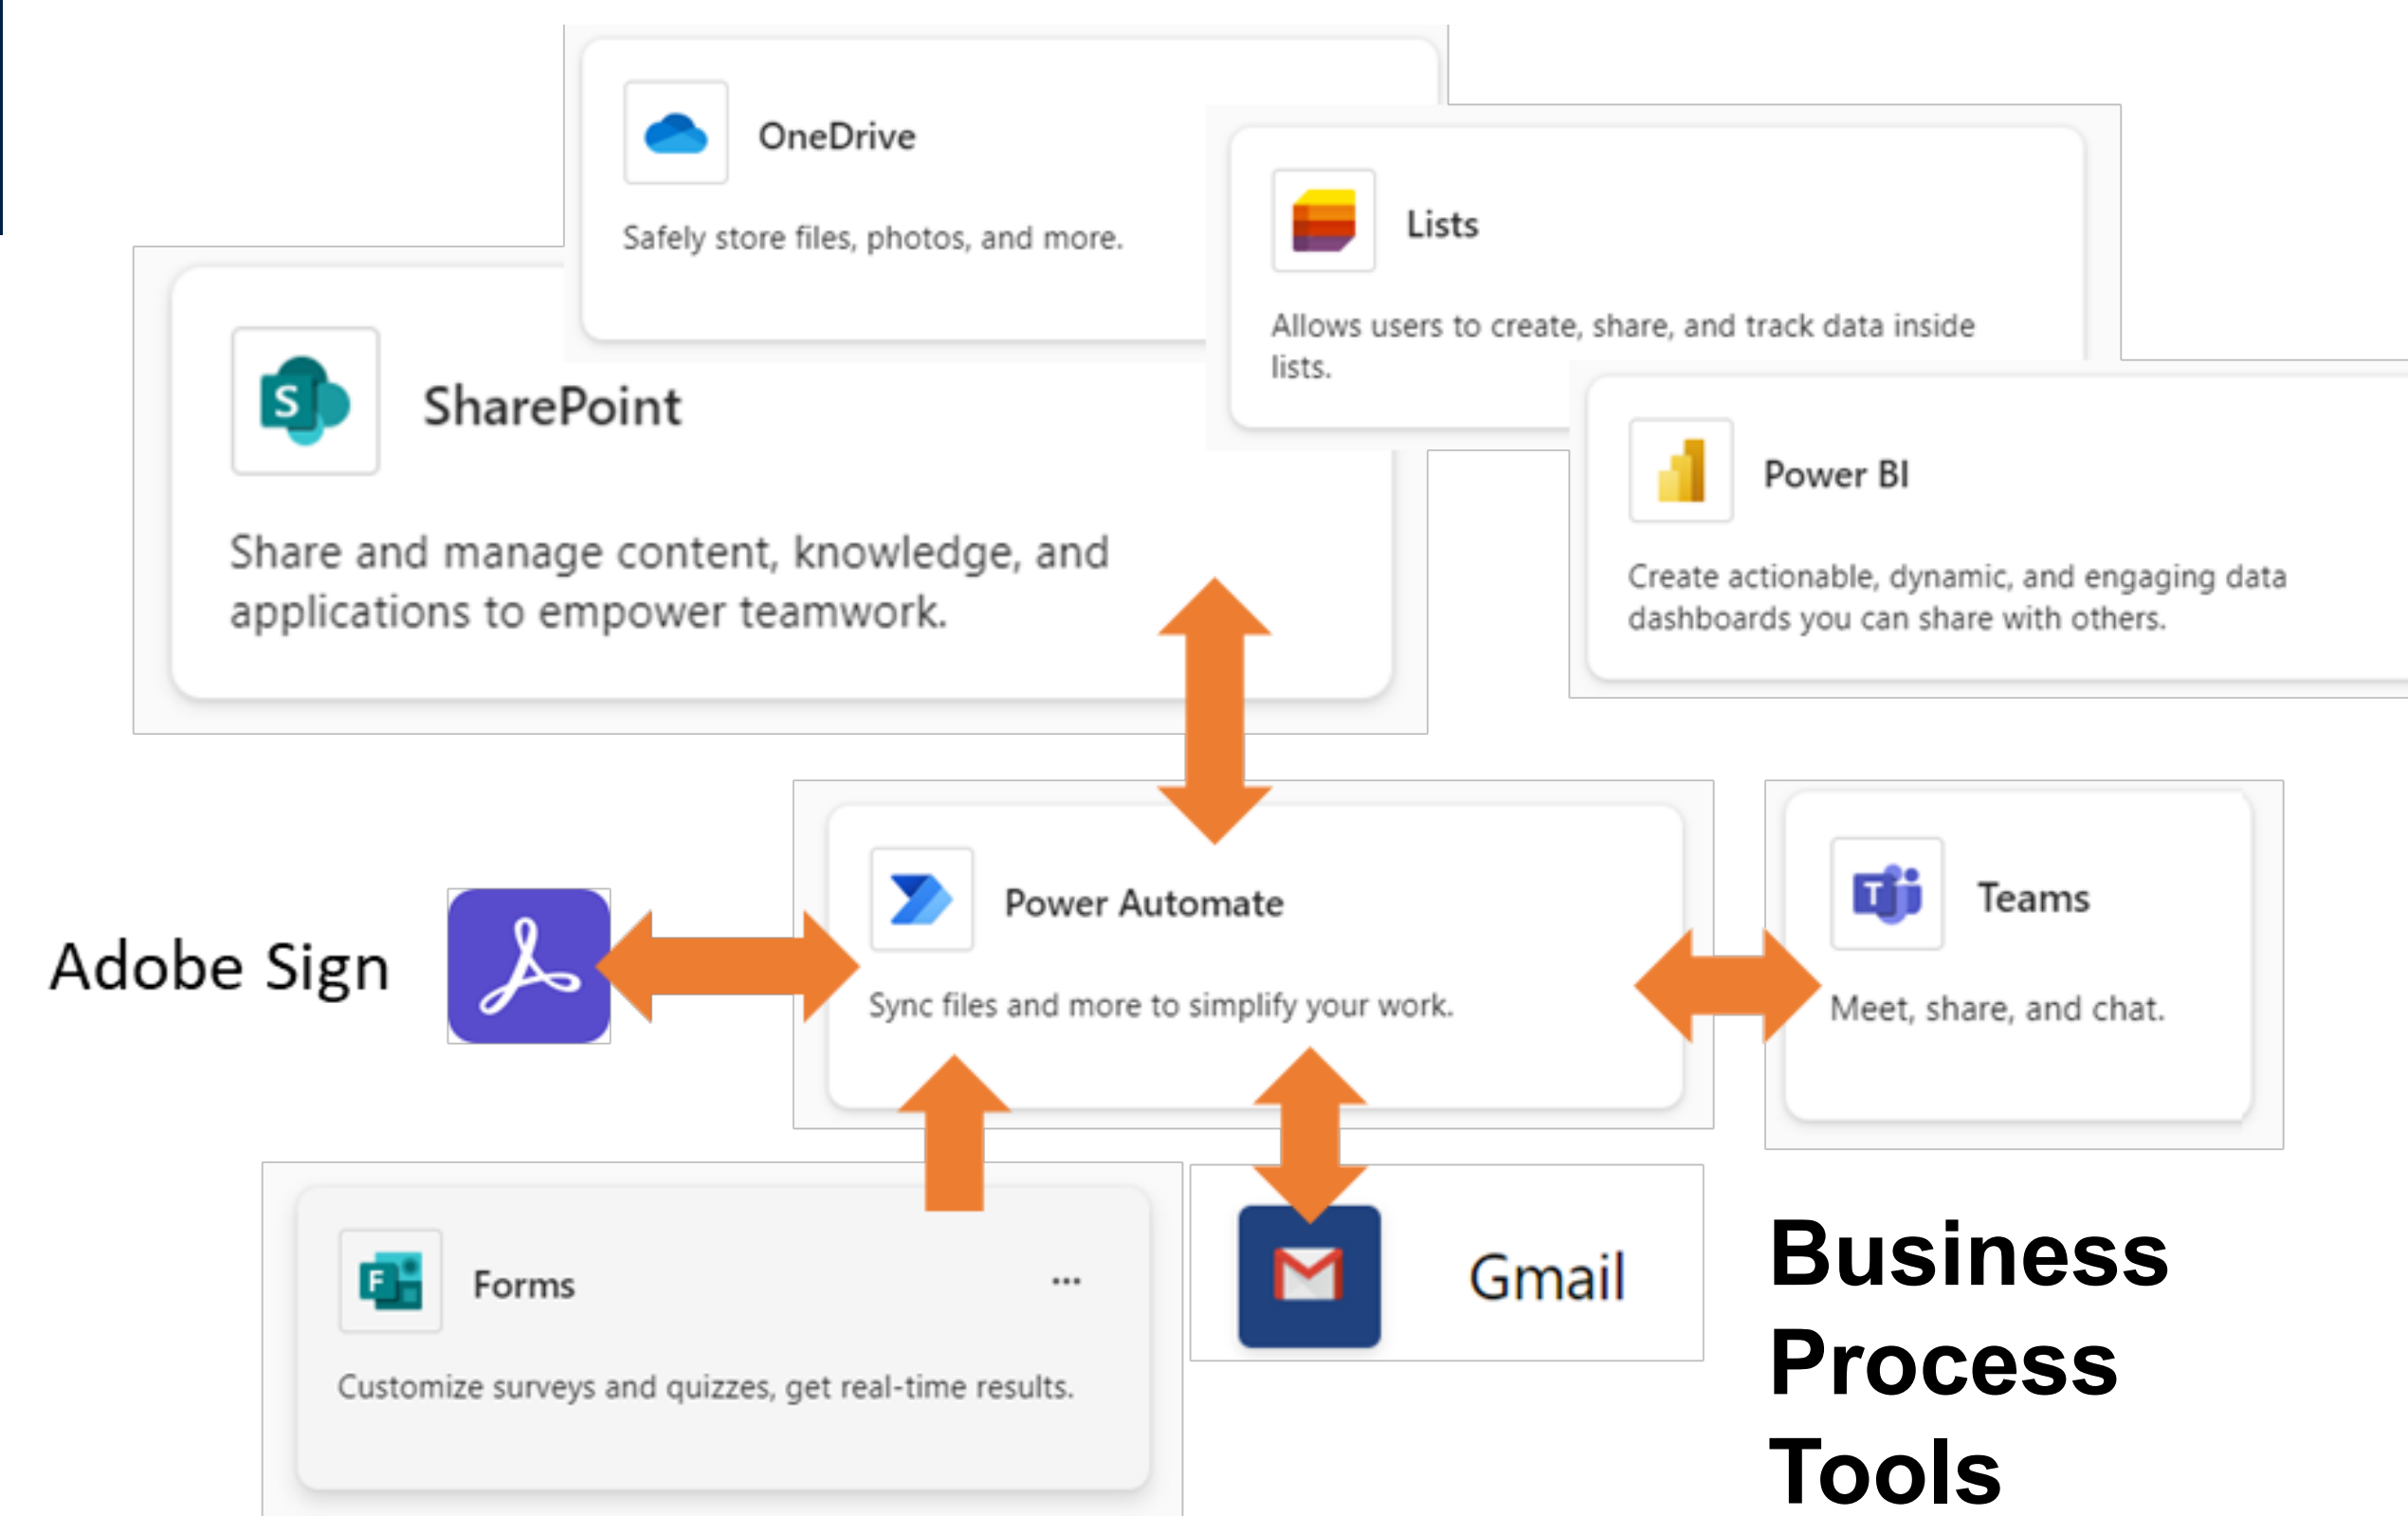 OneDrive
Safely store files, photos, and more.
Lists
Allows users to create, share, and track data inside
lists.
S
SharePoint
Share and manage content, knowledge, and
applications to empower teamwork.
Power BI
Create actionable, dynamic, and engaging data
dashboards you can share with others.
Adobe Sign
Power Automate
Sync files and more to simplify your work.
T
Teams
Meet, share, and chat.
F
Forms
...
Customize surveys and quizzes, get real-time results.
Gmail
Business
Process
Tools